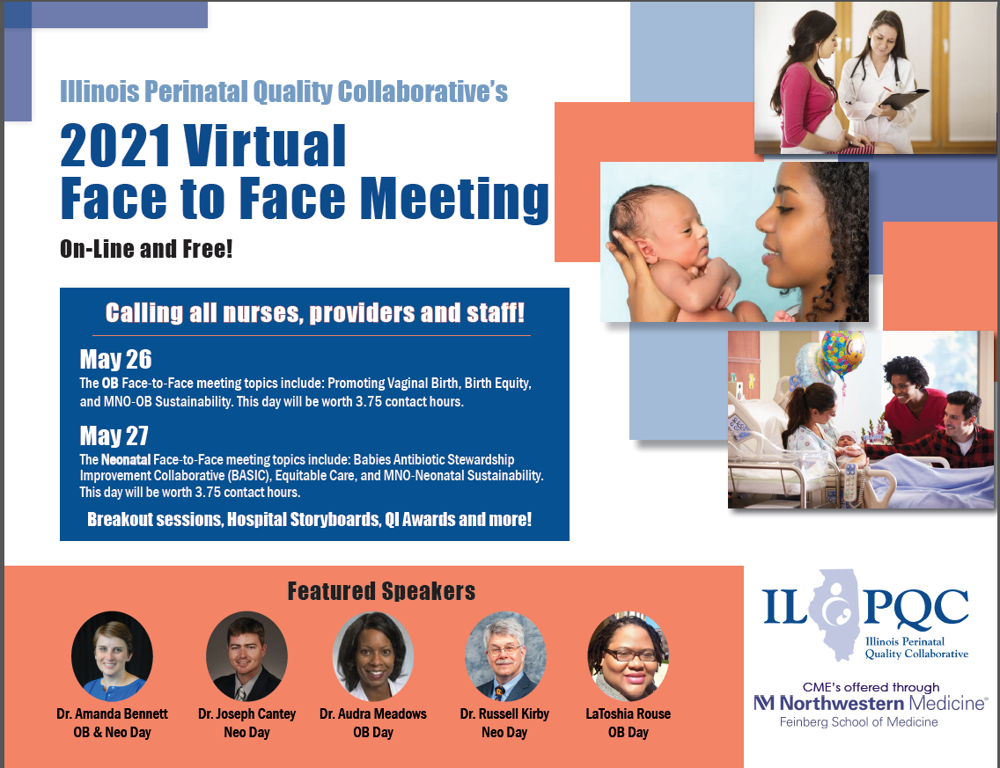 Illinois Perinatal Quality Collaborative's
2021 Virtual
Face to Face Meeting
On-Line and Free!
Calling all nurses, providers and staff!
May 26
The OB Face-to-Face meeting topics include: Promoting Vaginal Birth, Birth Equity,
and MNO-OB Sustainability. This day will be worth 3.75 contact hours.
May 27
The Neonatal Face-to-Face meeting topics include: Babies Antibiotic Stewardship
Improvement Collaborative (BASIC), Equitable Care, and MNO-Neonatal Sustainability.
This day will be worth 3.75 contact hours.
Breakout sessions, Hospital Storyboards, QI Awards and more!
Featured Speakers
Dr. Amanda Bennett
OB & Neo Day
Dr. Joseph Cantey
Neo Day
Dr. Audra Meadows
OB Day
Dr. Russell Kirby
Neo Day
LaToshia Rouse
OB Day
IL PQC
Illinois Perinatal
Quality Collaborative
CME's offered through
Northwestern Medicine
Feinberg School of Medicine